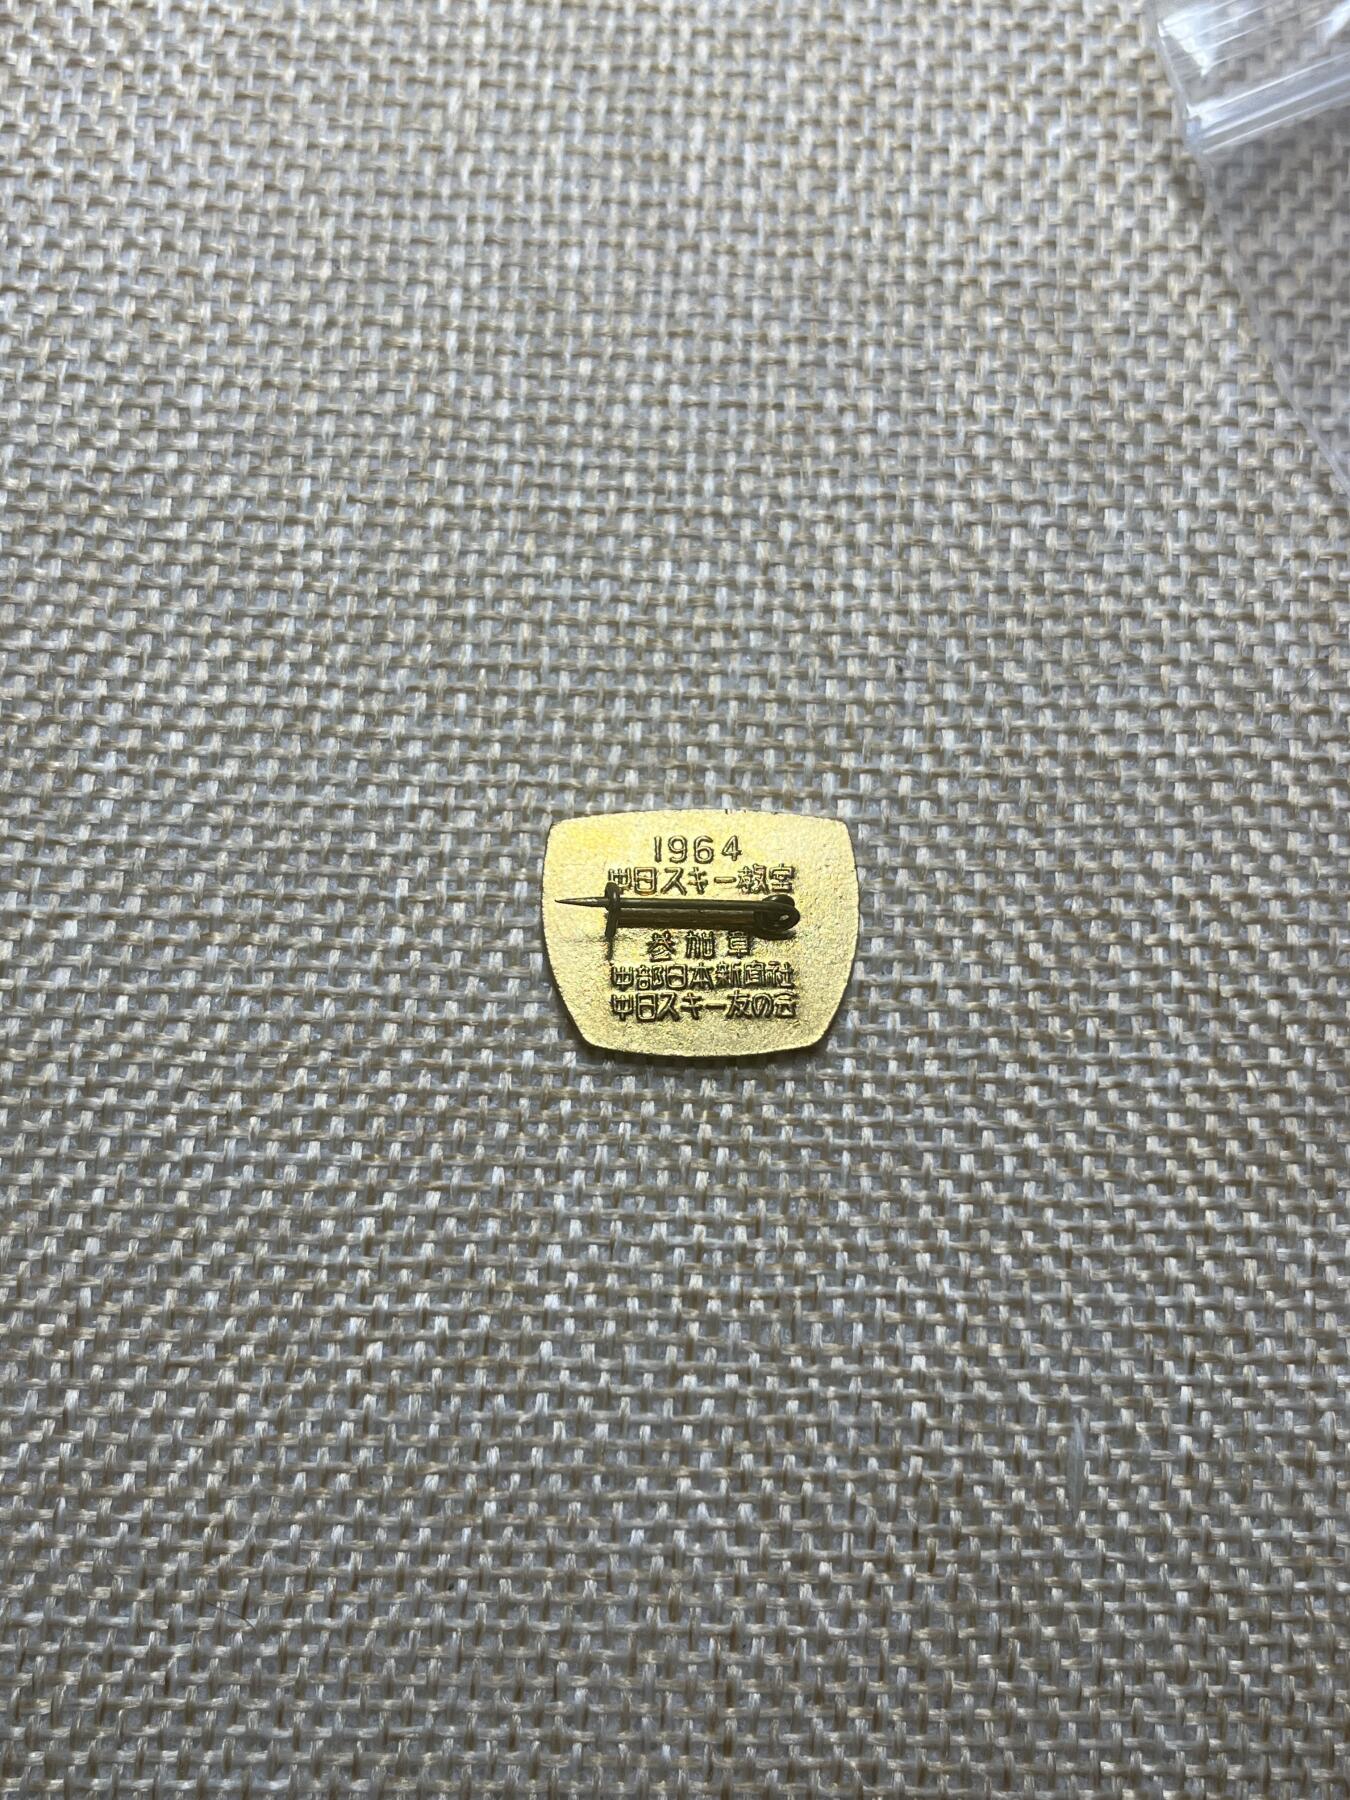 1964
中日スキー教室
参加章
中部日本新聞社
中日スキー友の会